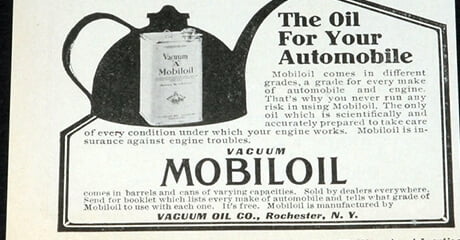 The Oil
For Your
Automobile
Vacuum
Mobiloil
Mobiloil comes in different
grades, a grade for every make
of automobile and engine.
That's why you never run any
risk in using Mobiloil. The only
oil which is scientifically and
accurately prepared to take care
of every condition under which your engine works. Mobiloil is in-
surance against engine troubles.
VACUUM
MOBILOIL
comes in barrels and cans of varying capacities. Sold by dealers everywhere.
Send for booklet which lists every make of automobile and tells what grade of
Mobiloil to use with each one. It's free. Mobiloil is manufactured by
VACUUM OIL CO., Rochester, N. Y.